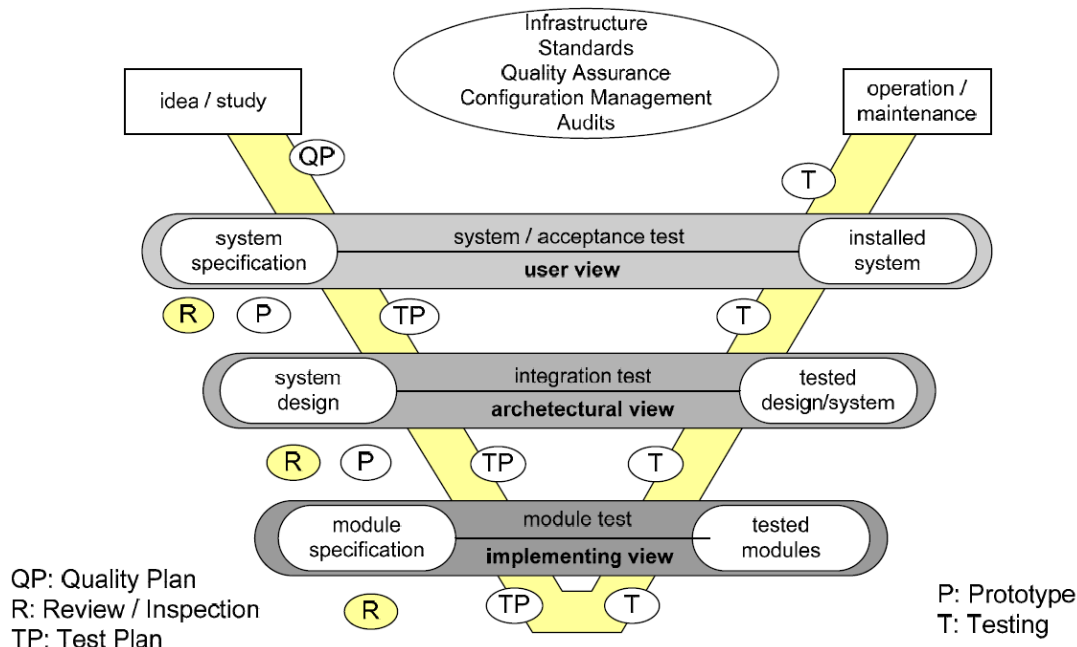 Infrastructure
Standards
Quality Assurance
Configuration Management
Audits
idea / study
operation /
maintenance
QP
T
system
specification
system / acceptance test
user view
installed
system
R
P
TP
T
system
design
integration test
archetectural view
tested
design/system
R
P
TP
T
module
specification
module test
implementing view
tested
modules
R
TP
T
QP: Quality Plan
R: Review / Inspection
TP: Test Plan
P: Prototype
T: Testing